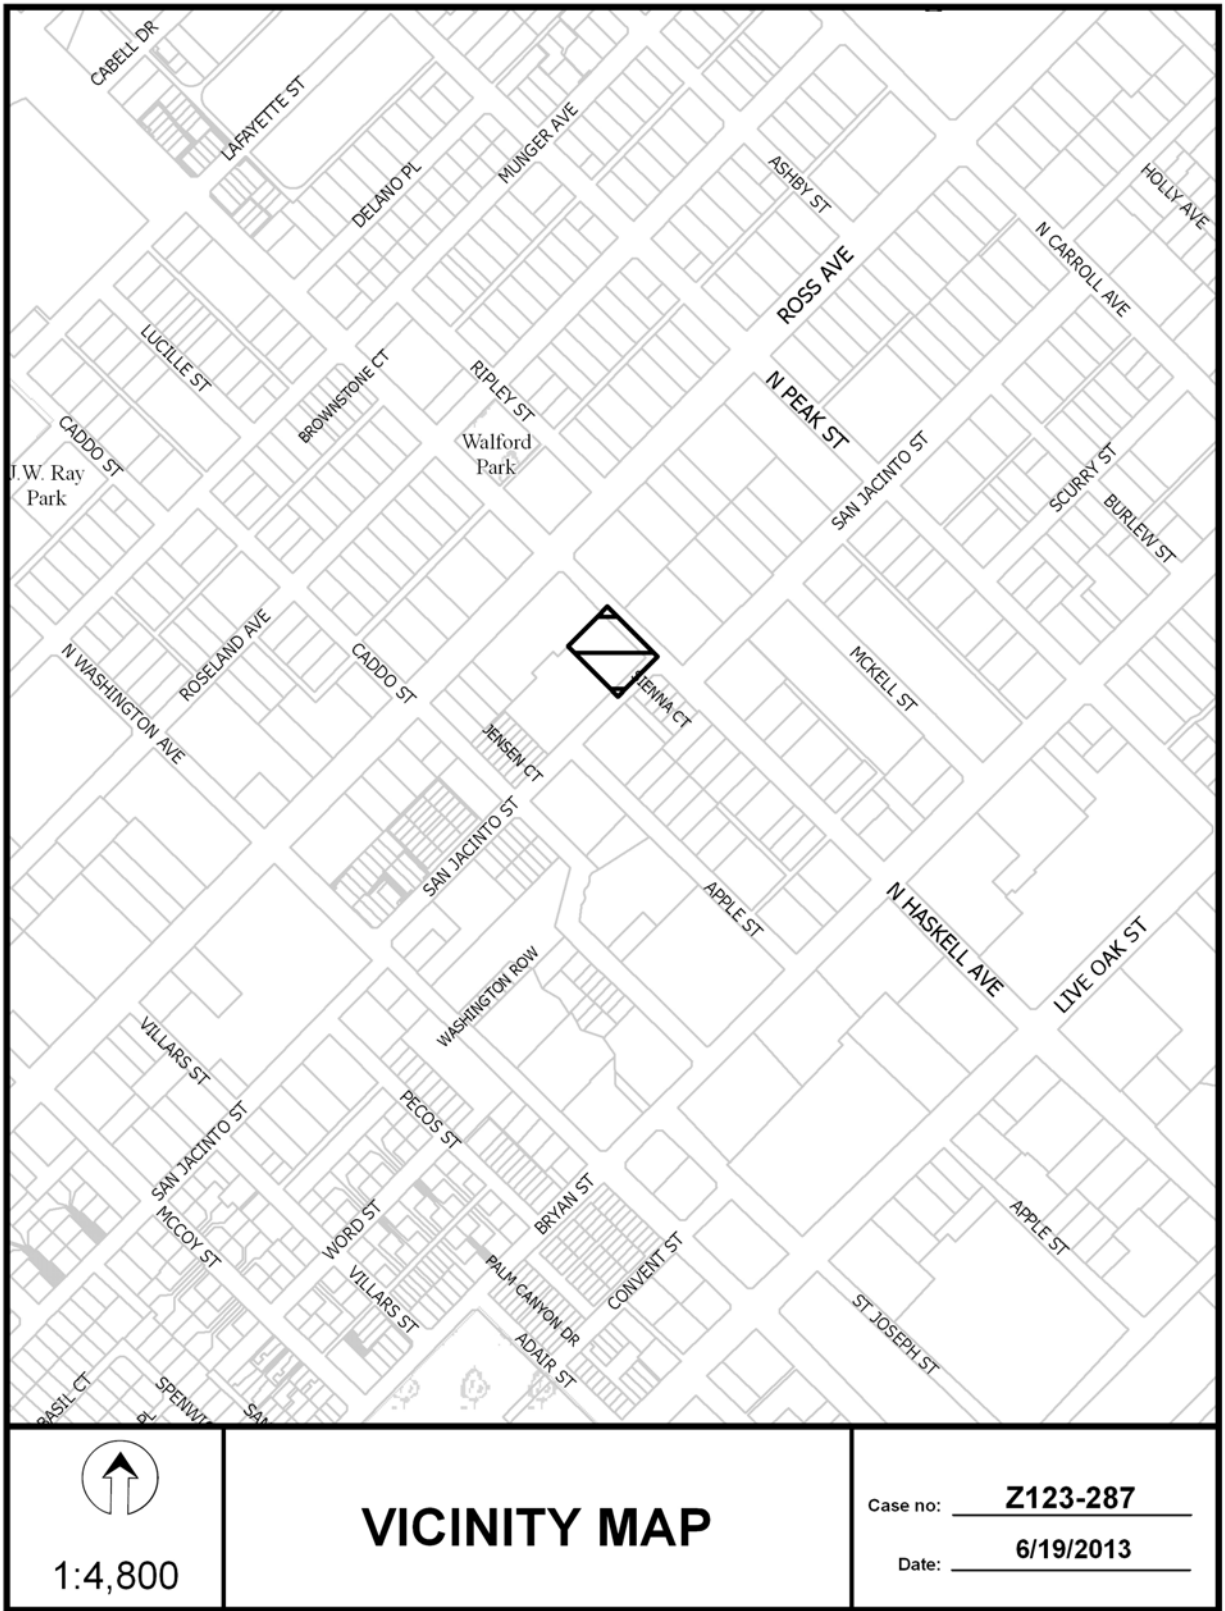 CABELL DR
LAFAYETTE ST
MUNGER AVE
DELANO PL
ASHBY ST
HOLLY AVE
N CARROLL AVE
ROSS AVE
LUCILLE ST
BROWNSTONE CT
RIPLEY ST
N PEAK ST
CADDO ST
Walford
Park
J.W. Ray
Park
SAN JACINTO ST
SCURRY ST
BURLEW ST
N WASHINGTON AVE
ROSELAND AVE
CADDO ST
SIENNA CT
MCKELL ST
JENSEN CT
SAN JACINTO ST
APPLE ST
N HASKELL AVE
LIVE OAK ST
WASHINGTON ROW
VILLARS ST
PECOS ST
SAN JACINTO ST
MCCOY ST
WORD ST
BRYAN ST
APPLE ST
VILLARS ST
PALM CANYON DR
CONVENT ST
ADAIR ST
ST JOSEPH ST
BASIL CT
PL
SAN
1:4,800
VICINITY MAP
Case no: Z123-287
Date: 6/19/2013